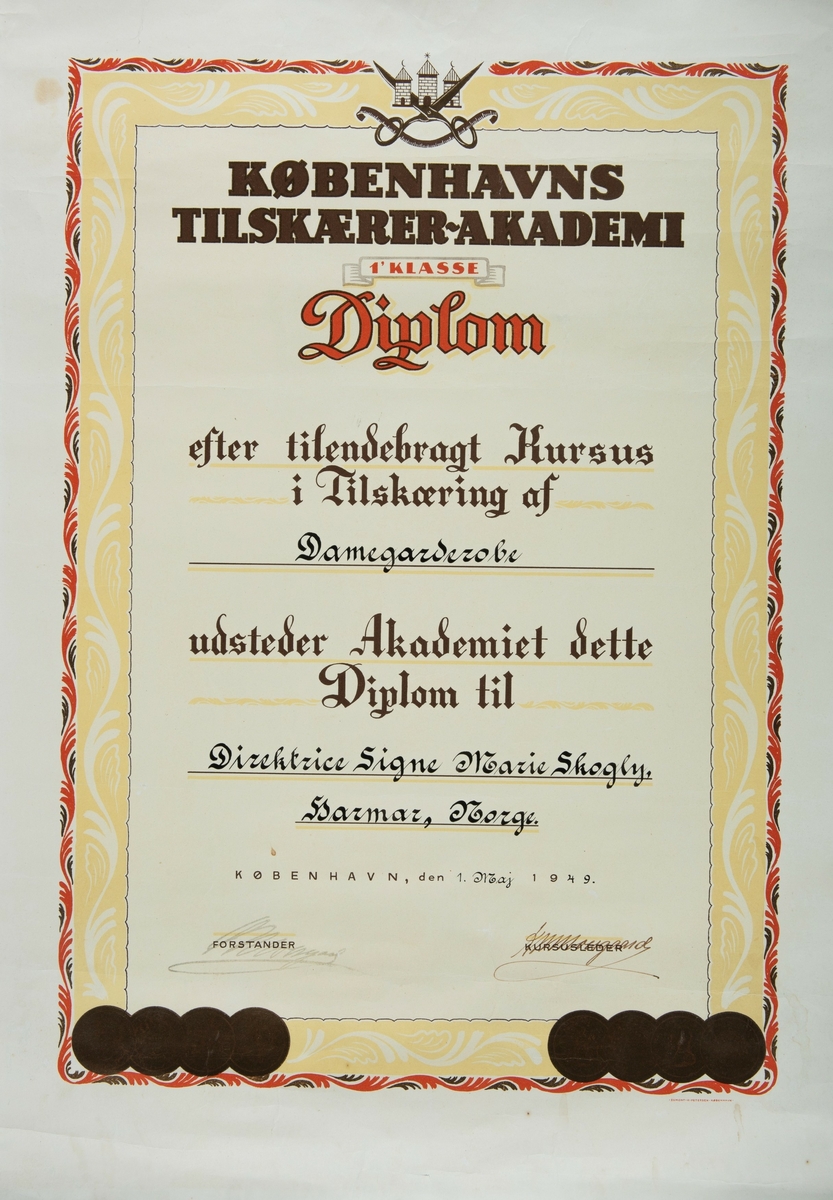 KØBENHAVNS
TILSKÆRER-AKADEMI
1' KLASSE
Diplom
efter tilendebragt Kursus
i Tilskæring af
Damegarderobe
udsteder Akademiet dette
Diplom til
Direktrice Signe Marie Skogly,
Harmar, Norge.
KØBENHAVN, den 1. Maj 1949.
FORSTANDER
KURSUSLEDER